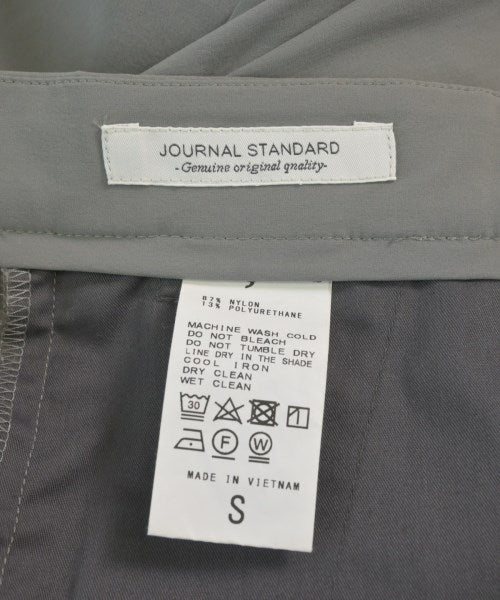 JOURNAL STANDARD
- Genuine original qnality-
87% NYLON
13% POLYURETHANE
MACHINE WASH COLD
DO NOT BLEACH
DO NOT TUMBLE DRY
LINE DRY IN THE SHADE
COOL IRON
DRY CLEAN
WET CLEAN
30
F W
MADE IN VIETNAM
S